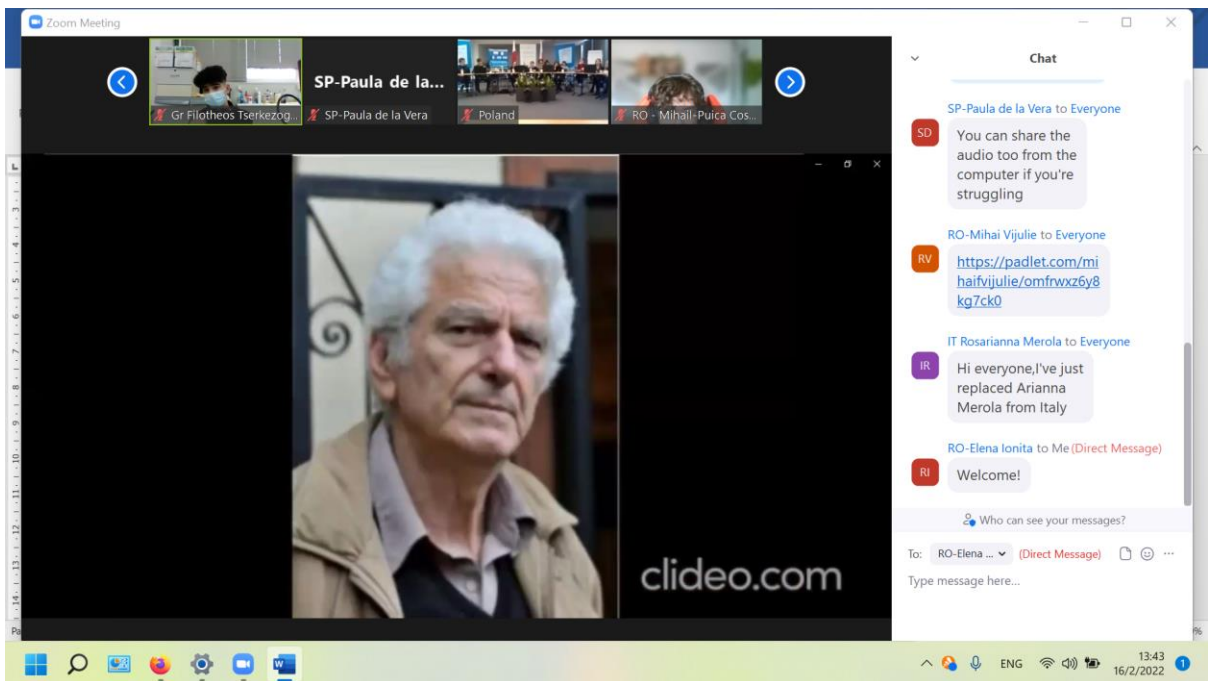 Zoom Meeting
SP-Paula de la...
Gr Filotheos Tserkezog...
SP-Paula de la Vera
Poland
RO - Mihail-Puica Cos...
clideo.com
Chat
SP-Paula de la Vera to Everyone
SD
You can share the
audio too from the
computer if you're
struggling
RO-Mihai Vijulie to Everyone
RV
https://padlet.com/mi
haifvijulie/omfrwxz6y8
kg7ck0
IT Rosarianna Merola to Everyone
IR
Hi everyone,I've just
replaced Arianna
Merola from Italy
RO-Elena Ionita to Me(Direct Message)
RI
Welcome!
Who can see your messages?
To: RO-Elena ... (Direct Message)
Type message here...
ENG
13:43
16/2/2022
1